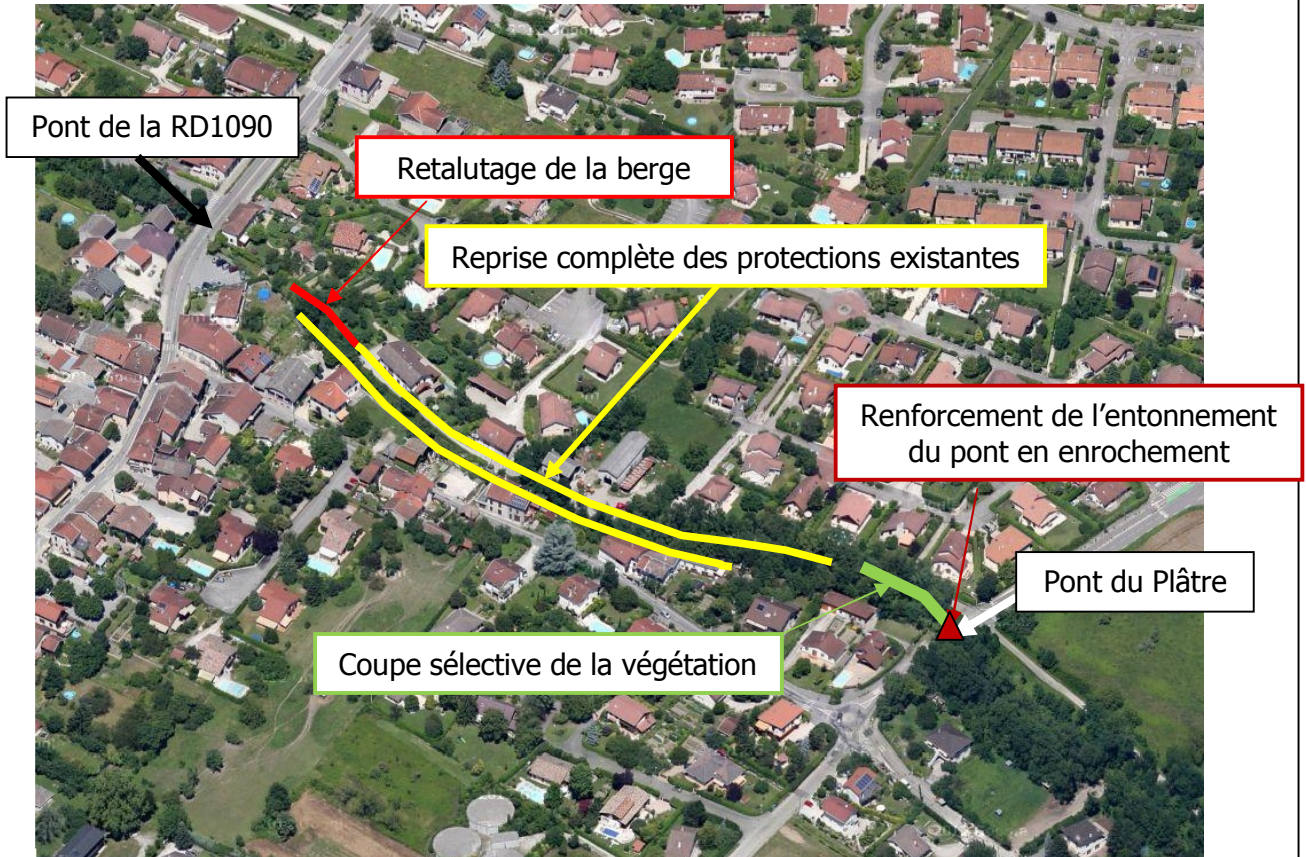 Pont de la RD1090
Retalutage de la berge
Reprise complète des protections existantes
Renforcement de l’entonnement
du pont en enrochement
Pont du Plâtre
Coupe sélective de la végétation